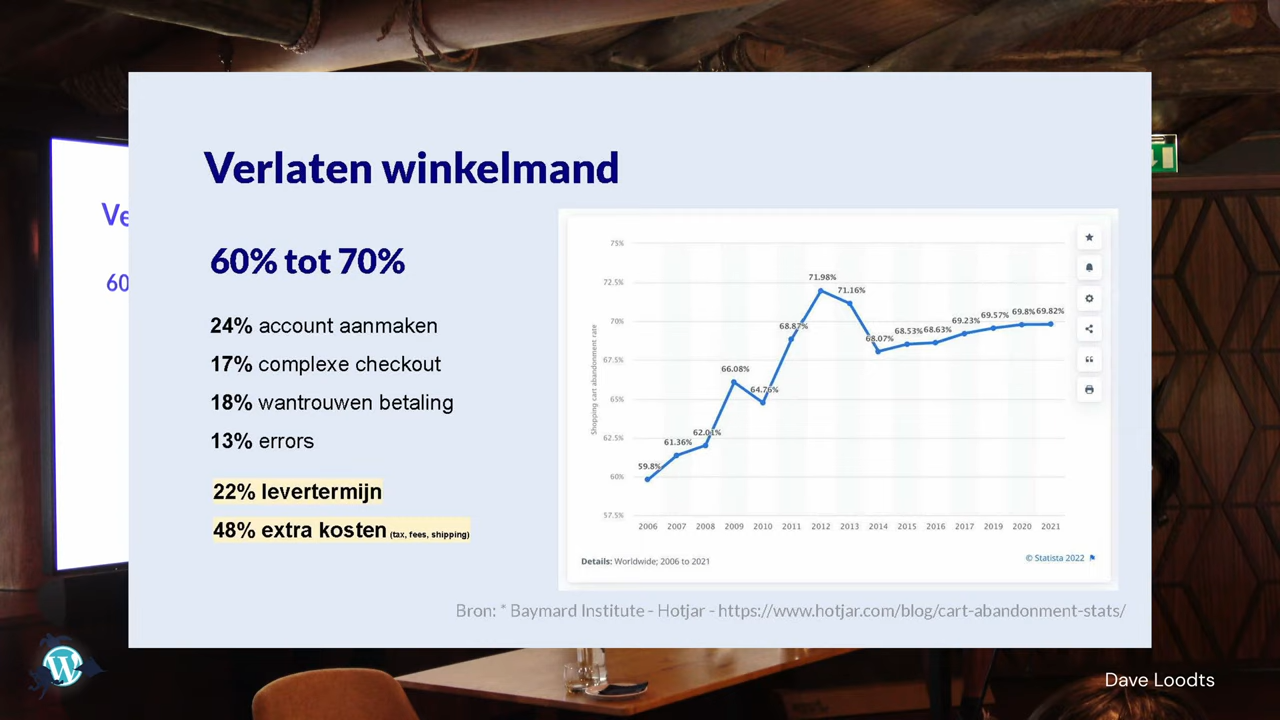 Verlaten winkelmand
Ve
60% tot 70%
60
24% account aanmaken
17% complexe checkout
18% wantrouwen betaling
13% errors
22% levertermijn
48% extra kosten (tax, fees, shipping)
Shopping cart abandonment rate
75%
72.5%
70%
67.5%
65%
62.5%
60%
57.5%
59.8%
61.36%
62.01%
66.08%
64.76%
68.87%
71.98%
71.16%
68.07%
68.53%
68.63%
69.23%
69.57%
69.8%
69.82%
2006 2007 2008 2009 2010 2011 2012 2013 2014 2015 2016 2017 2019 2020 2021
Details: Worldwide; 2006 to 2021
© Statista 2022
Bron: * Baymard Institute - Hotjar - https://www.hotjar.com/blog/cart-abandonment-stats/
W
Dave Loodts